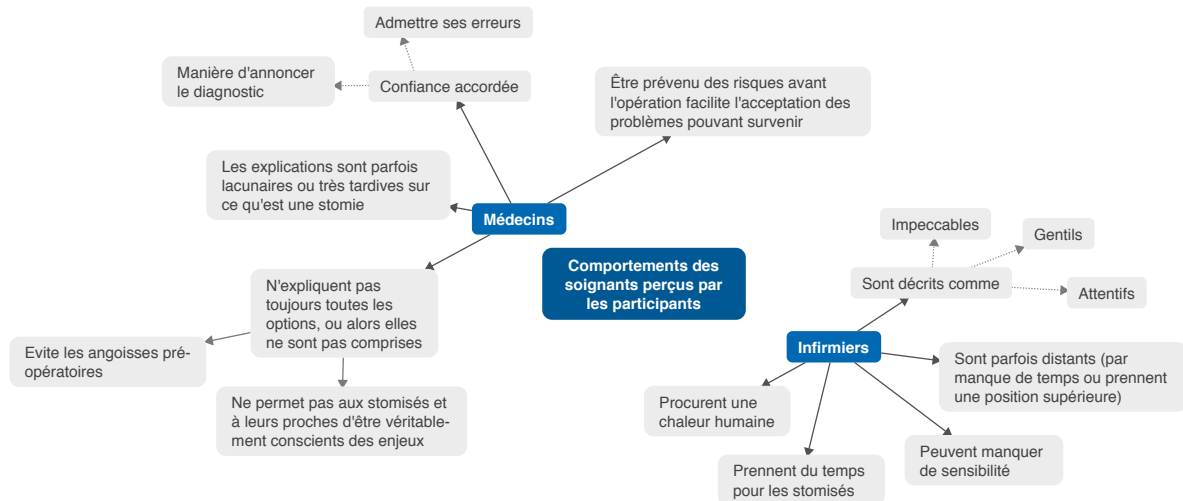 Admettre ses erreurs
Manière d'annoncer
le diagnostic
Confiance accordée
Être prévenu des risques avant
l'opération facilite l'acceptation des
problèmes pouvant survenir
Les explications sont parfois
lacunaires ou très tardives sur
ce qu'est une stomie
Médecins
Impeccables
Gentils
Comportements des
soignants perçus par
les participants
Sont décrits comme
Attentifs
N'expliquent pas
toujours toutes les
options, ou alors elles
ne sont pas comprises
Evite les angoisses pré-
opératoires
Infirmiers
Sont parfois distants (par
manque de temps ou prennent
une position supérieure)
Ne permet pas aux stomisés et
à leurs proches d'être véritable-
ment conscients des enjeux
Procurent une
chaleur humaine
Peuvent manquer
de sensibilité
Prennent du temps
pour les stomisés